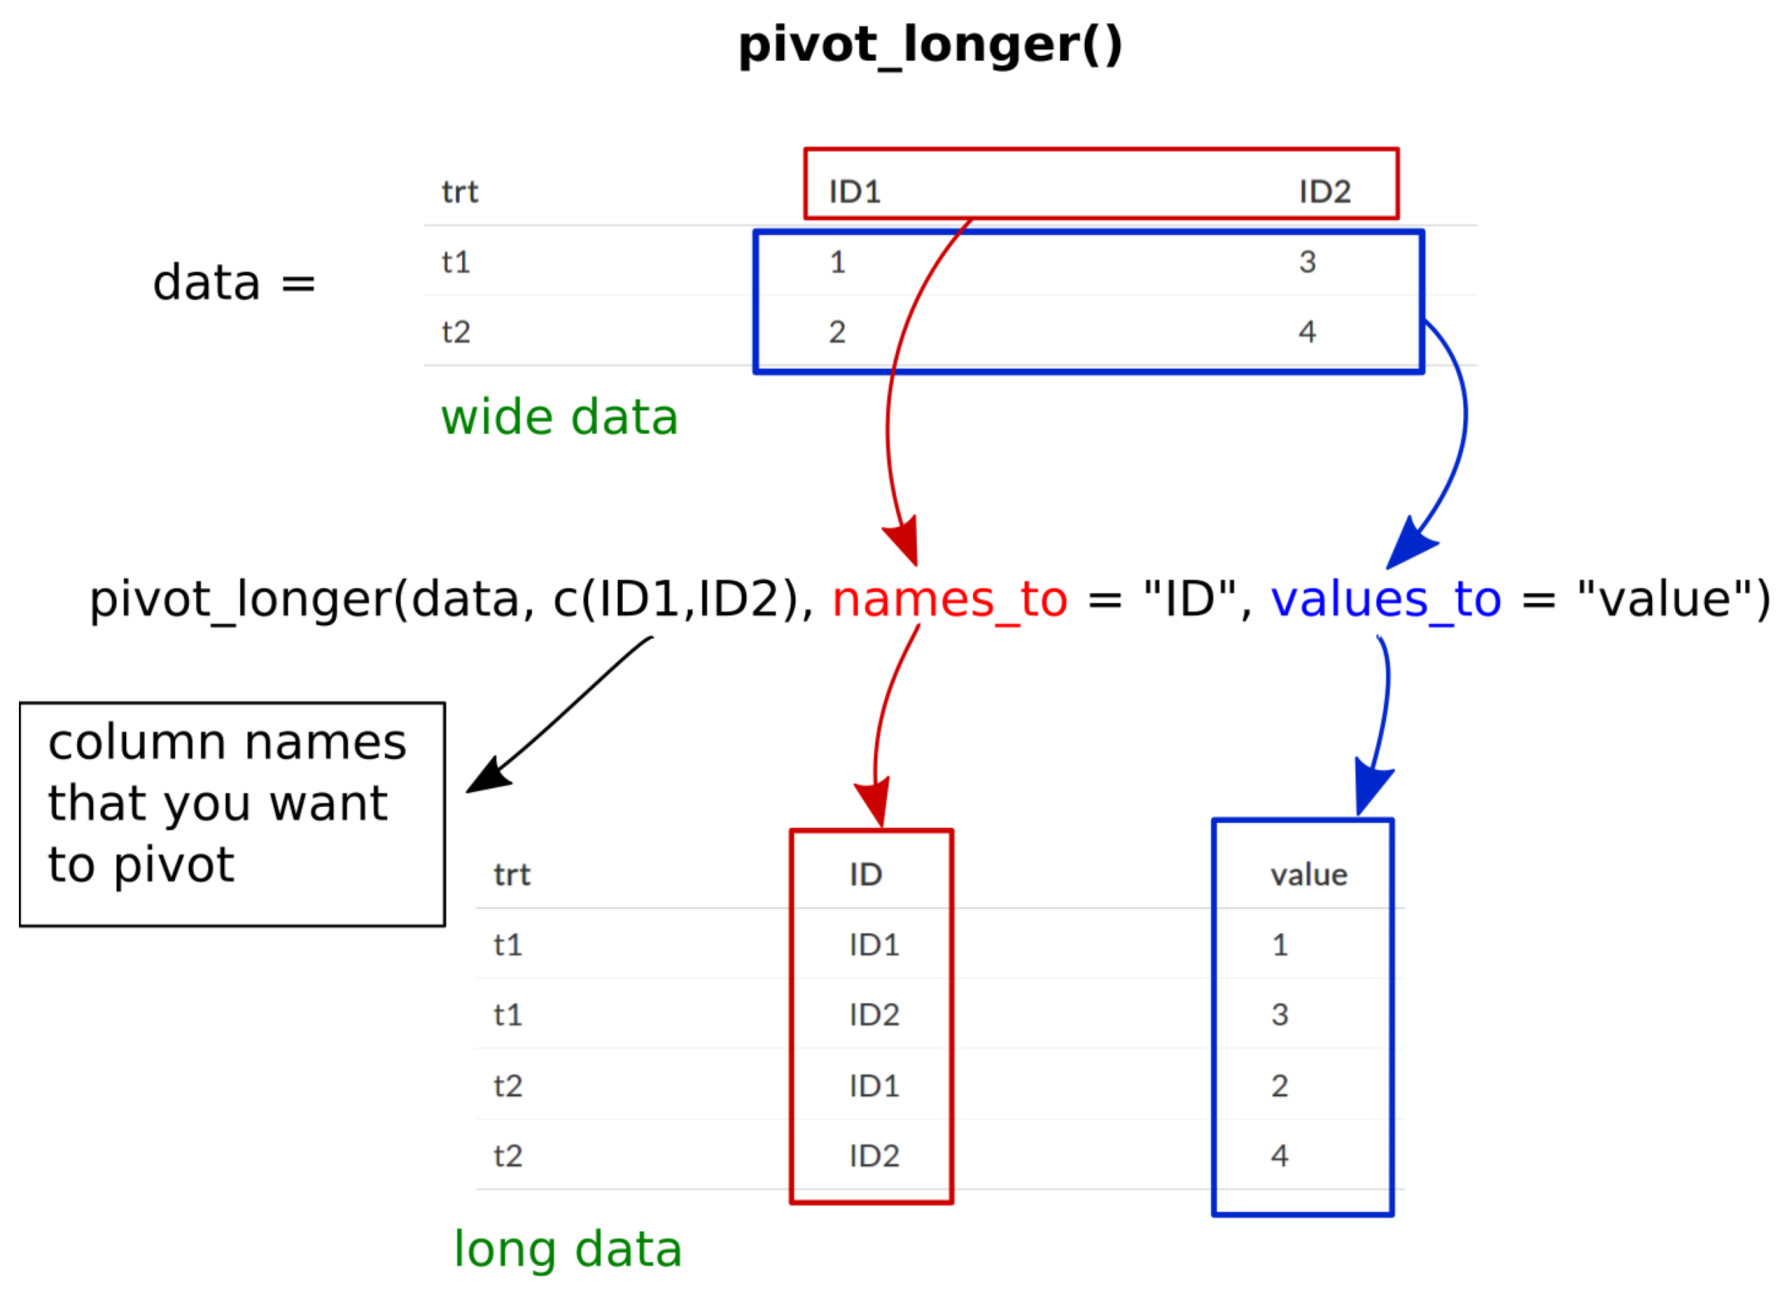 pivot_longer()
trt ID1 ID2
data =
t1 1 3
t2 2 4
wide data
pivot_longer(data, c(ID1,ID2), names_to = "ID", values_to = "value")
column names
that you want
to pivot
trt ID value
t1 ID1 1
t1 ID2 3
t2 ID1 2
t2 ID2 4
long data